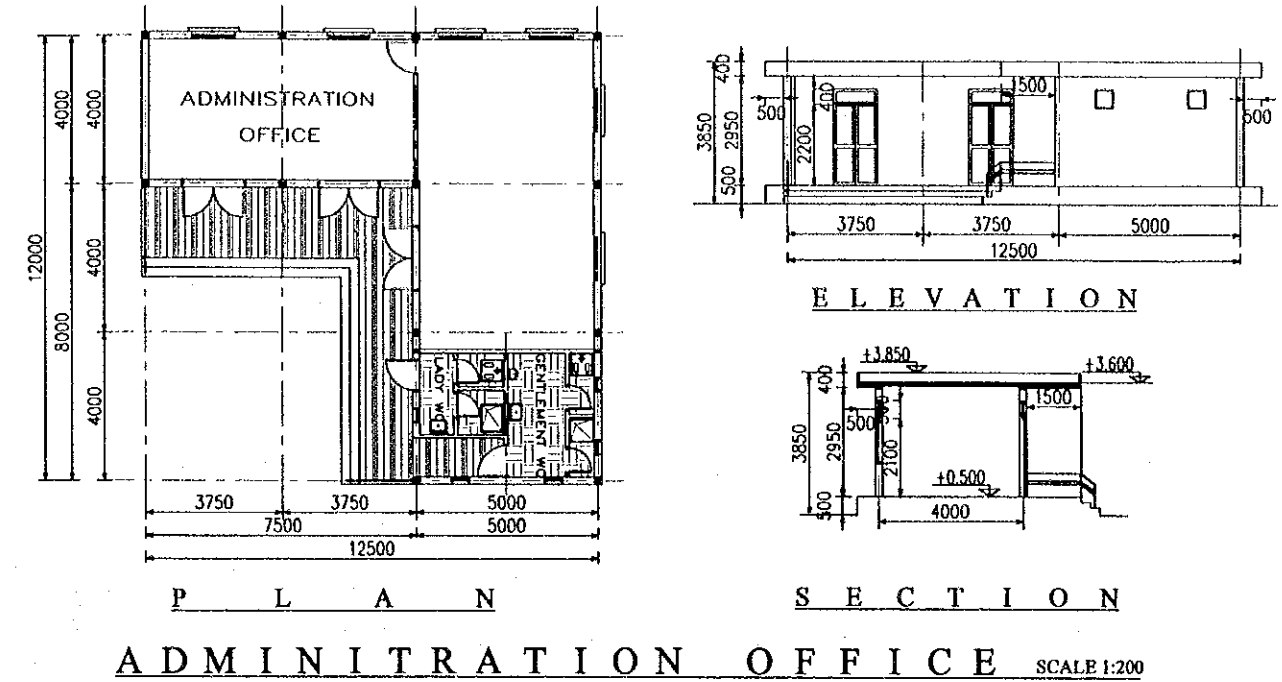 ADMINISTRATION
OFFICE
4000
4000
12000
4000
8000
4000
LADY WC
GENTLEMENT WC
3750 3750 5000
7500 5000
12500
P L A N
400
500
400
1500
500
3850
2950
2200
500
3750 3750 5000
12500
E L E V A T I O N
+3.850
+3.600
400
1500
500
3850
2950
2100
+0.500
500
4000
S E C T I O N
A D M I N I T R A T I O N O F F I C E SCALE 1:200